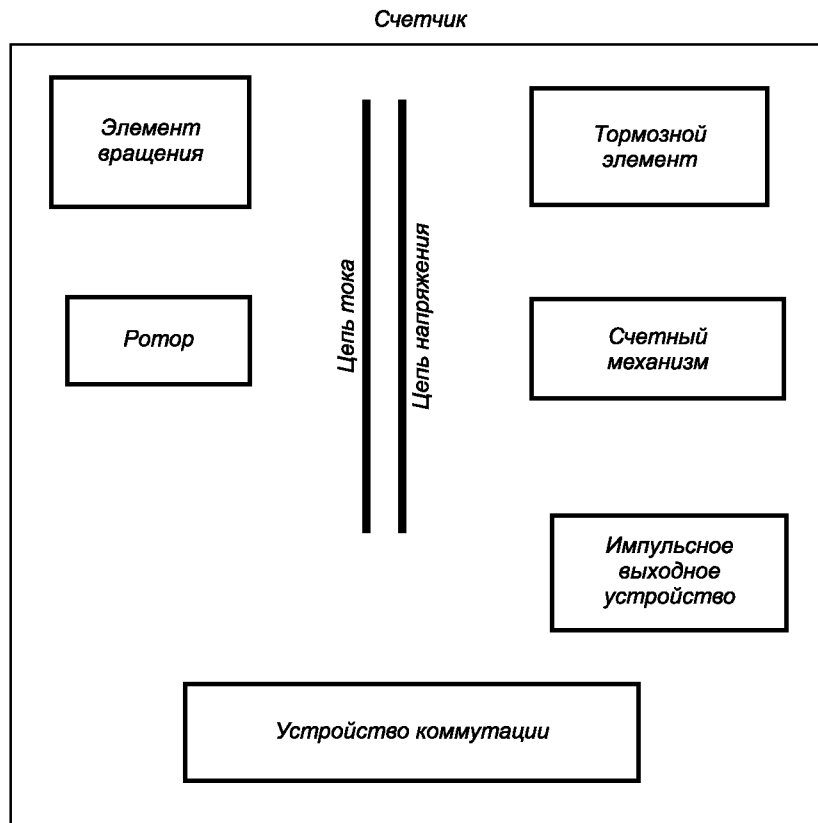 Счетчик
Элемент
вращения
Тормозной
элемент
Ротор
Цепь тока
Цепь напряжения
Счетный
механизм
Импульсное
выходное
устройство
Устройство коммутации